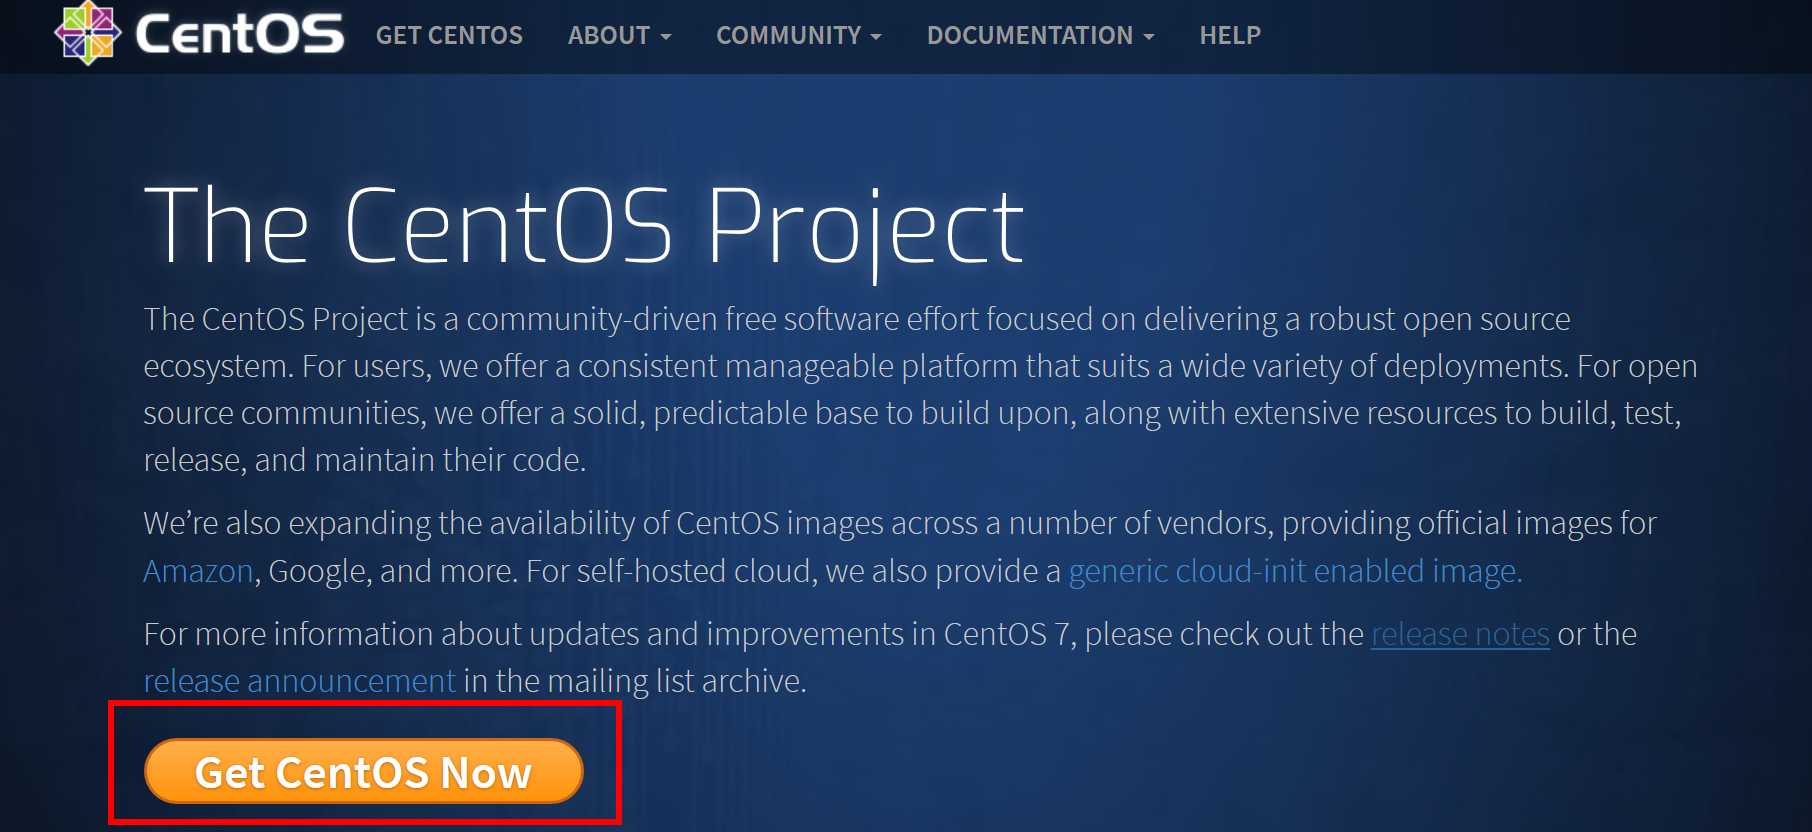 CentOS GET CENTOS ABOUT COMMUNITY DOCUMENTATION HELP
The CentOS Project
The CentOS Project is a community-driven free software effort focused on delivering a robust open source
ecosystem. For users, we offer a consistent manageable platform that suits a wide variety of deployments. For open
source communities, we offer a solid, predictable base to build upon, along with extensive resources to build, test,
release, and maintain their code.
We’re also expanding the availability of CentOS images across a number of vendors, providing official images for
Amazon, Google, and more. For self-hosted cloud, we also provide a generic cloud-init enabled image.
For more information about updates and improvements in CentOS 7, please check out the release notes or the
release announcement in the mailing list archive.
Get CentOS Now